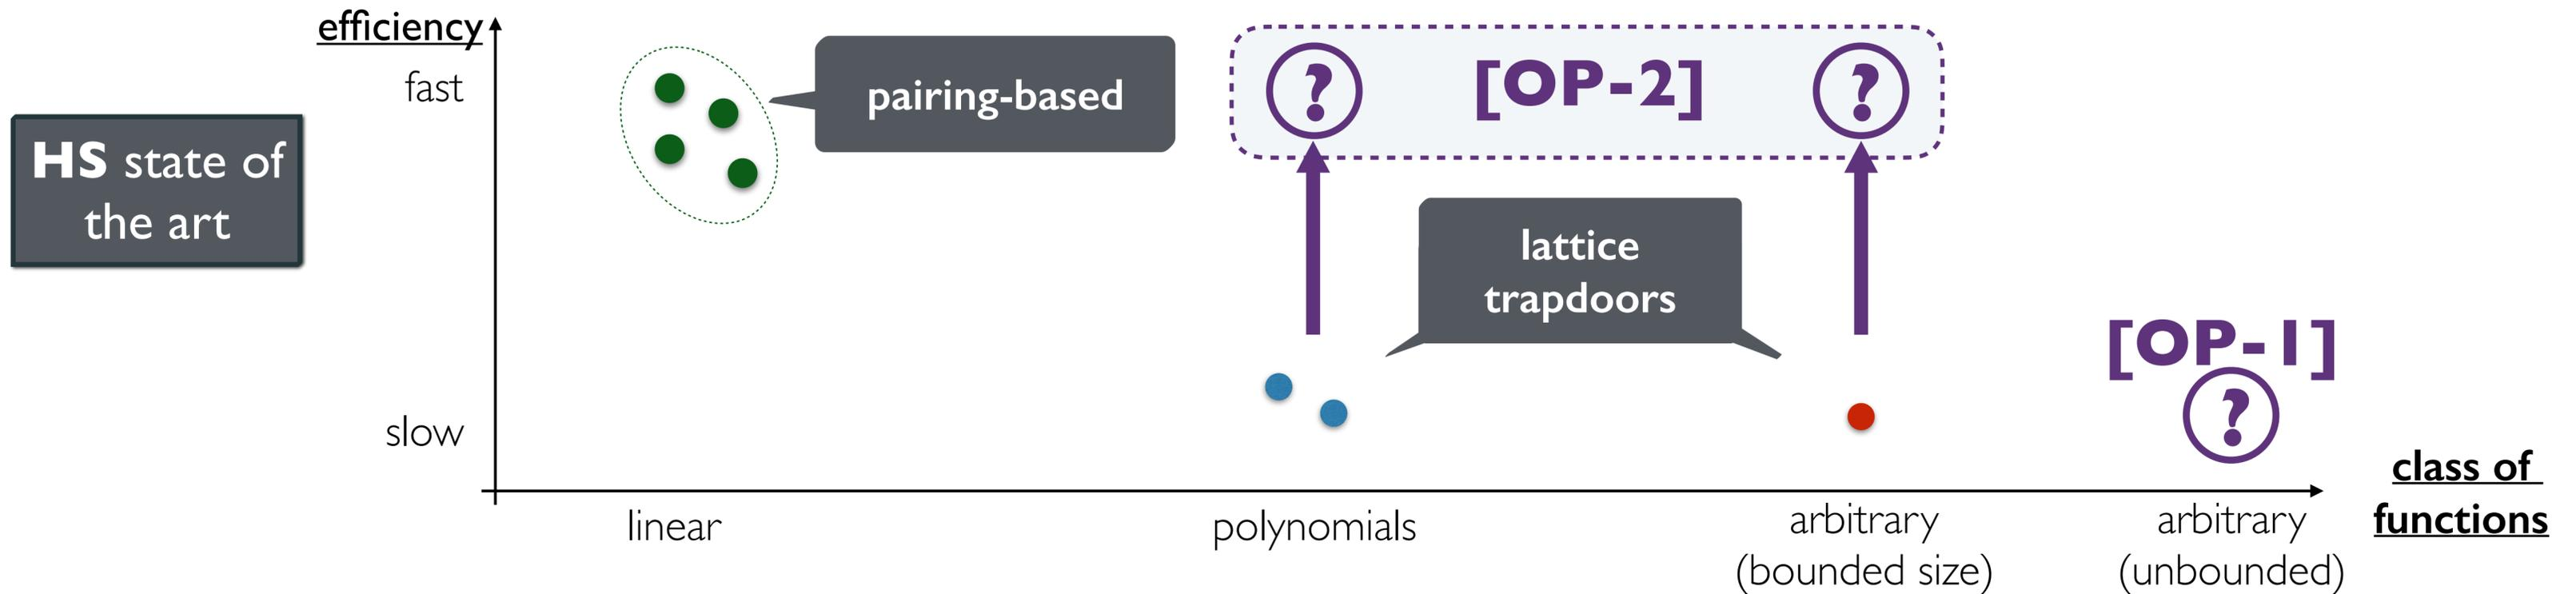 efficiency
fast
HS state of
the art
pairing-based
?
[OP-2]
?
lattice
trapdoors
[OP-1]
?
slow
class of
functions
linear
polynomials
arbitrary
(bounded size)
arbitrary
(unbounded)